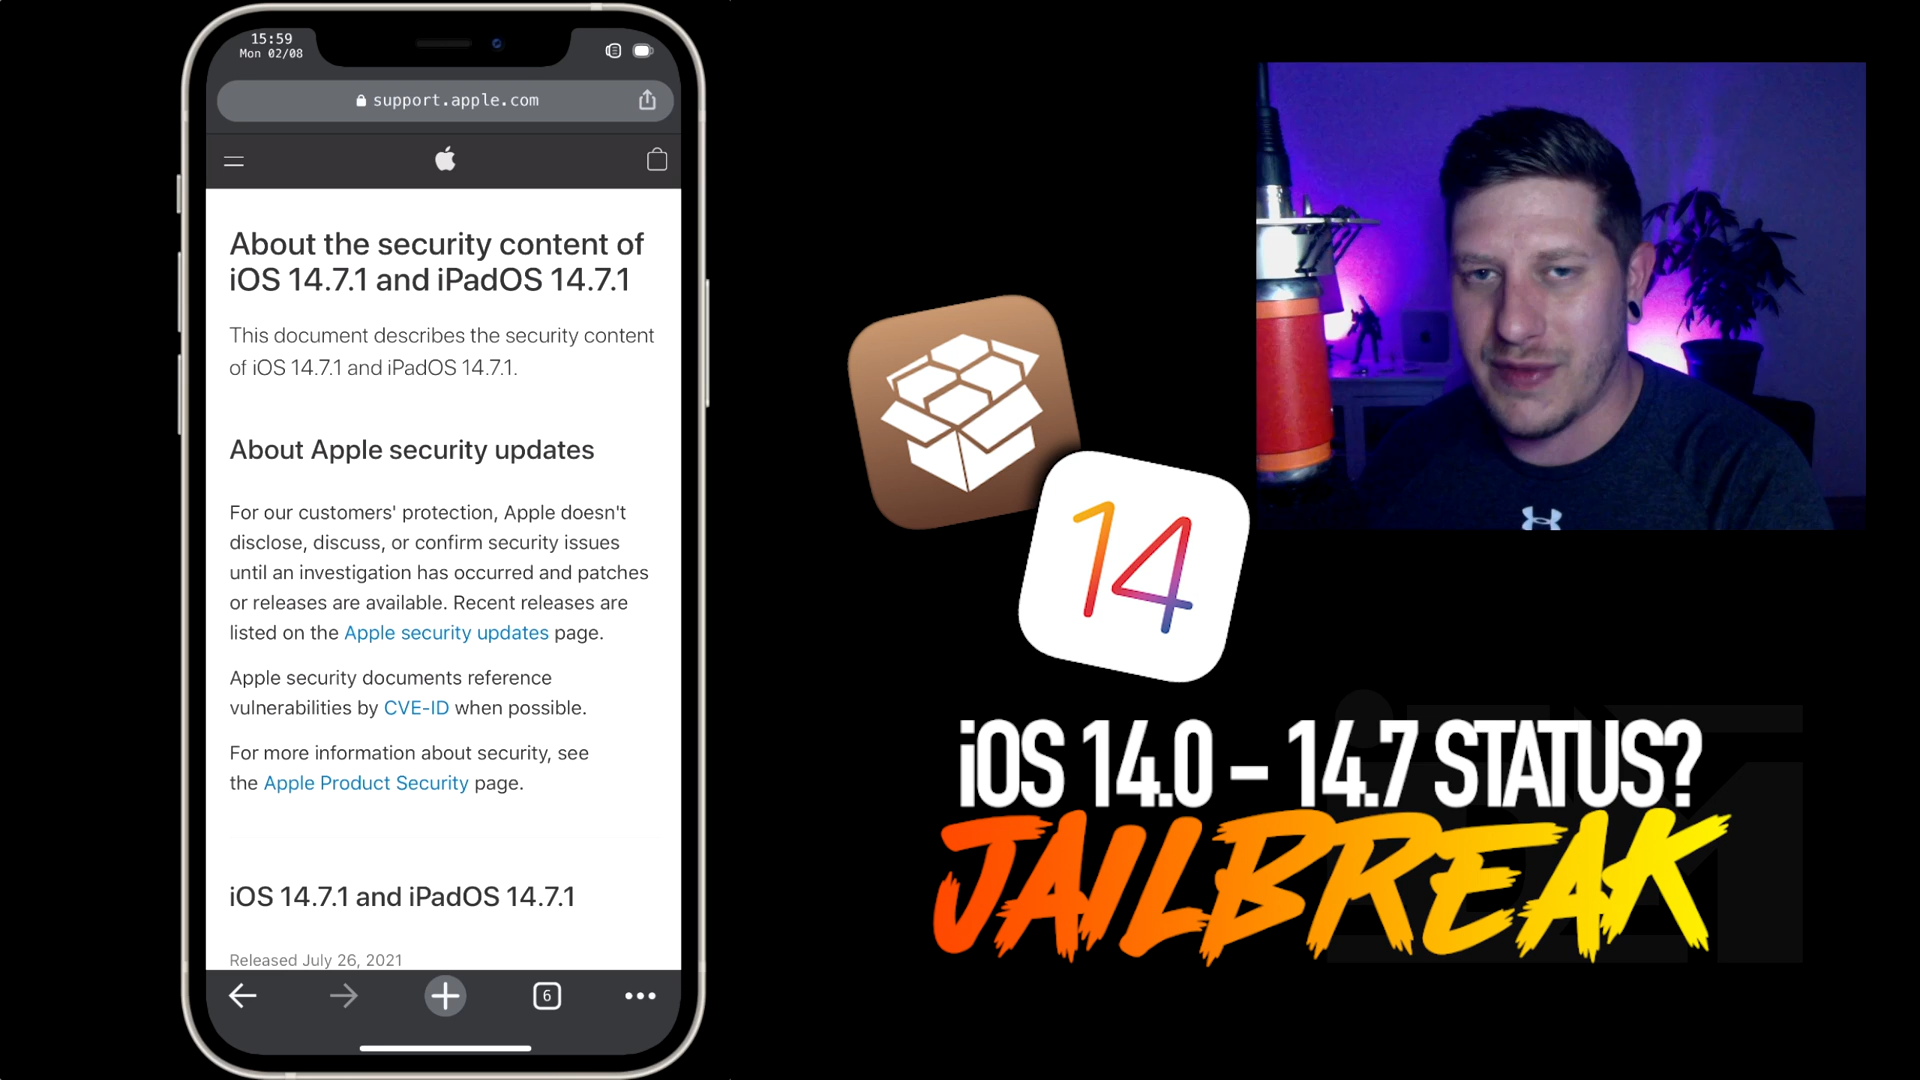 15:59
Mon 02/08
support.apple.com
About the security content of
iOS 14.7.1 and iPadOS 14.7.1
This document describes the security content
of iOS 14.7.1 and iPadOS 14.7.1.
About Apple security updates
For our customers' protection, Apple doesn't
disclose, discuss, or confirm security issues
until an investigation has occurred and patches
or releases are available. Recent releases are
listed on the Apple security updates page.
Apple security documents reference
vulnerabilities by CVE-ID when possible.
For more information about security, see
the Apple Product Security page.
iOS 14.7.1 and iPadOS 14.7.1
Released July 26, 2021
6
14
iOS 14.0 – 14.7 STATUS?
JAILBREAK